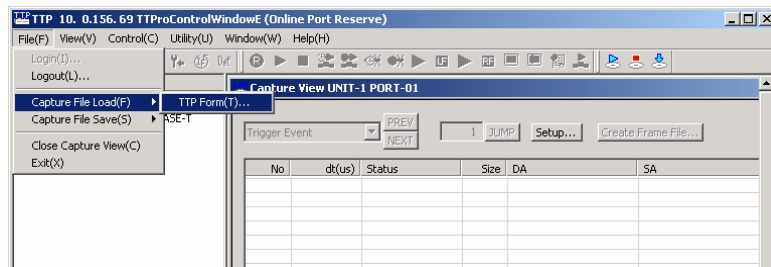 TTP 10. 0.156. 69 TTProControlWindowE (Online Port Reserve)
File(F) View(V) Control(C) Utility(U) Window(W) Help(H)
Login(I)...
Logout(L)...
Capture File Load(F) TTP Form(T)...
Capture File Save(S)
ASE-T
Close Capture View(C)
Exit(X)
Capture View UNIT-1 PORT-01
Trigger Event PREV NEXT 1 JUMP Setup... Create Frame File...
No dt(us) Status Size DA SA